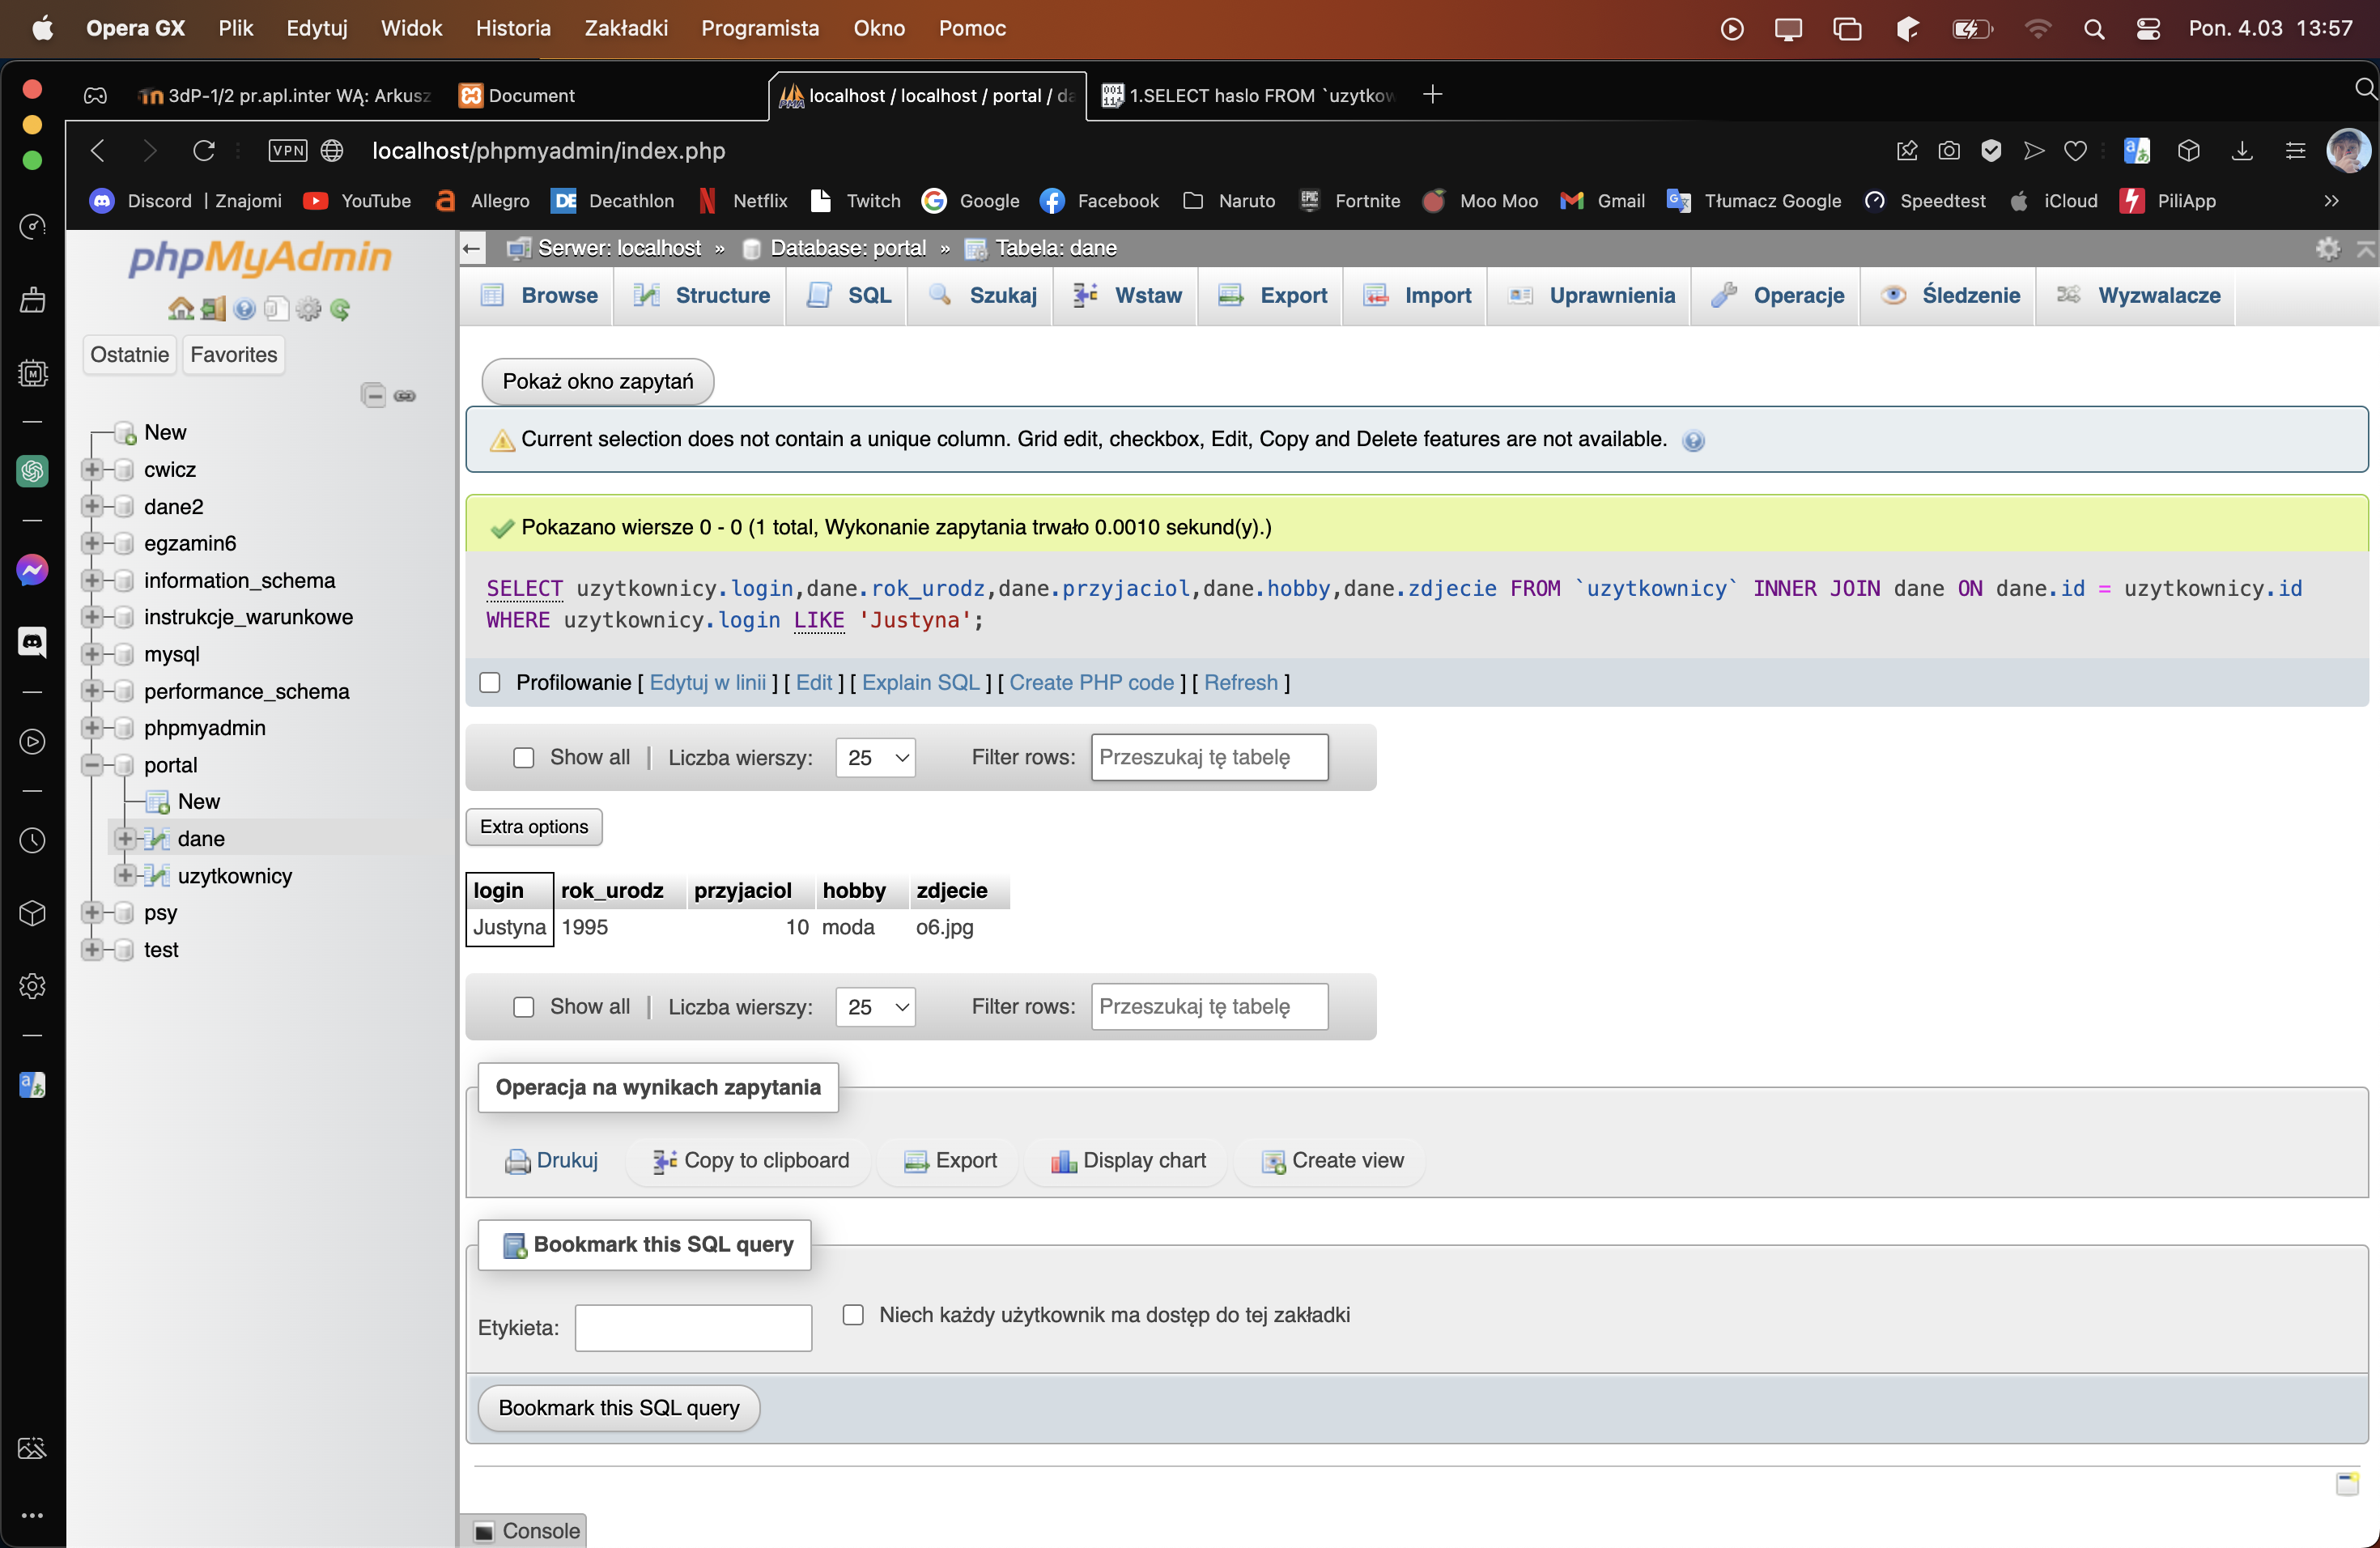 Opera GX Plik Edytuj Widok Historia Zakładki Programista Okno Pomoc Pon. 4.03 13:57
3dP-1/2 pr.apl.inter WĄ: Arkusz Document localhost / localhost / portal / da 1.SELECT haslo FROM `uzytkow
VPN localhost/phpmyadmin/index.php
Discord | Znajomi YouTube Allegro Decathlon Netflix Twitch Google Facebook Naruto Fortnite Moo Moo Gmail Tłumacz Google Speedtest iCloud PiliApp
phpMyAdmin
Ostatnie Favorites
New
cwicz
dane2
egzamin6
information_schema
instrukcje_warunkowe
mysql
performance_schema
phpmyadmin
portal
New
dane
uzytkownicy
psy
test
Serwer: localhost » Database: portal » Tabela: dane
Browse Structure SQL Szukaj Wstaw Export Import Uprawnienia Operacje Śledzenie Wyzwalacze
Pokaż okno zapytań
Current selection does not contain a unique column. Grid edit, checkbox, Edit, Copy and Delete features are not available.
Pokazano wiersze 0 - 0 (1 total, Wykonanie zapytania trwało 0.0010 sekund(y).)
SELECT uzytkownicy.login,dane.rok_urodz,dane.przyjaciol,dane.hobby,dane.zdjecie FROM `uzytkownicy` INNER JOIN dane ON dane.id = uzytkownicy.id
WHERE uzytkownicy.login LIKE 'Justyna';
Profilowanie [ Edytuj w linii ] [ Edit ] [ Explain SQL ] [ Create PHP code ] [ Refresh ]
Show all | Liczba wierszy: 25 Filter rows: Przeszukaj tę tabelę
Extra options
login rok_urodz przyjaciol hobby zdjecie
Justyna 1995 10 moda o6.jpg
Show all | Liczba wierszy: 25 Filter rows: Przeszukaj tę tabelę
Operacja na wynikach zapytania
Drukuj Copy to clipboard Export Display chart Create view
Bookmark this SQL query
Etykieta: Niech każdy użytkownik ma dostęp do tej zakładki
Bookmark this SQL query
Console